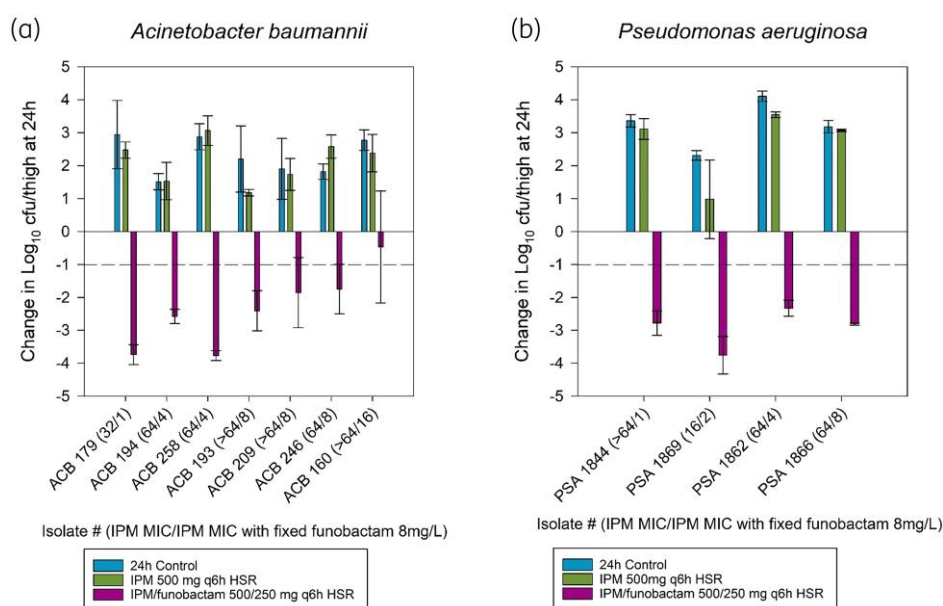 (a)
Acinetobacter baumannii
Change in Log10 cfu/thigh at 24h
5
4
3
2
1
0
-1
-2
-3
-4
-5
ACB 179 (32/1)
ACB 194 (64/4)
ACB 258 (64/4)
ACB 193 (>64/8)
ACB 209 (>64/8)
ACB 246 (64/8)
ACB 160 (>64/16)
Isolate # (IPM MIC/IPM MIC with fixed funobactam 8mg/L)
24h Control
IPM 500 mg q6h HSR
IPM/funobactam 500/250 mg q6h HSR
(b)
Pseudomonas aeruginosa
Change in Log10 cfu/thigh at 24h
5
4
3
2
1
0
-1
-2
-3
-4
-5
PSA 1844 (>64/1)
PSA 1869 (16/2)
PSA 1862 (64/4)
PSA 1866 (64/8)
Isolate # (IPM MIC/IPM MIC with fixed funobactam 8mg/L)
24h Control
IPM 500mg q6h HSR
IPM/funobactam 500/250 mg q6h HSR